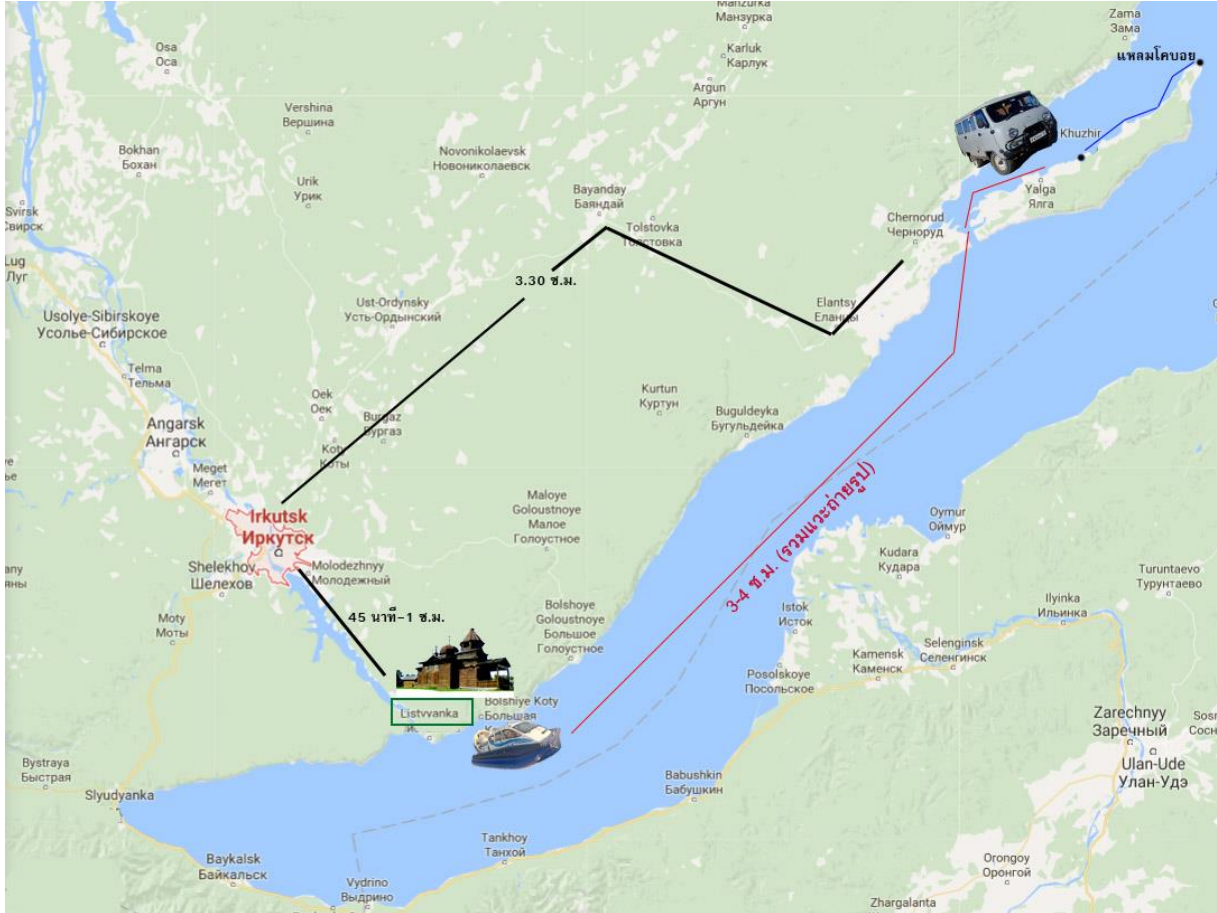 Manzurka
Манзурка
Zama
Зама
แหลมโคบอย
Osa
Оса
Karluk
Карлук
Argun
Аргун
Vershina
Вершина
Bokhan
Бохан
Novonikolaevsk
Новониколаевск
Khuzhir
Urik
Урик
Bayanday
Баяндай
Yalga
Ялга
Svirsk
Свирск
Tolstovka
Толстовка
Chernorud
Черноруд
Lug
Луг
3.30 ช.ม.
Ust-Ordynsky
Усть-Ордынский
Elantsy
Еланцы
Usolye-Sibirskoye
Усолье-Сибирское
Telma
Тельма
Oek
Оек
Kurtun
Куртун
Burgaz
Бургаз
Buguldeyka
Бугульдейка
Angarsk
Ангарск
Koty
Коты
Meget
Мегет
Maloye
Goloustnoye
Малое
Голоустное
Irkutsk
Иркутск
3-4 ช.ม. (รวมแวะถ่ายรูป)
Oymur
Оймур
Shelekhov
Шелехов
Molodezhnyy
Молодежный
Kudara
Кудара
Turuntaevo
Турунтаево
Moty
Моты
45 นาที-1 ช.ม.
Bolshoye
Goloustnoye
Большое
Голоустное
Istok
Исток
Ilyinka
Ильинка
Selenginsk
Селенгинск
Kamensk
Каменск
Posolskoye
Посольское
Listvyanka
Bolshiye Koty
Большая
Zarechnyy
Заречный
Ulan-Ude
Улан-Удэ
Bystraya
Быстрая
Slyudyanka
Babushkin
Бабушкин
Tankhoy
Танхой
Baykalsk
Байкальск
Vydrino
Выдрино
Orongoy
Оронгой
Zhargalanta
Жаргаланта